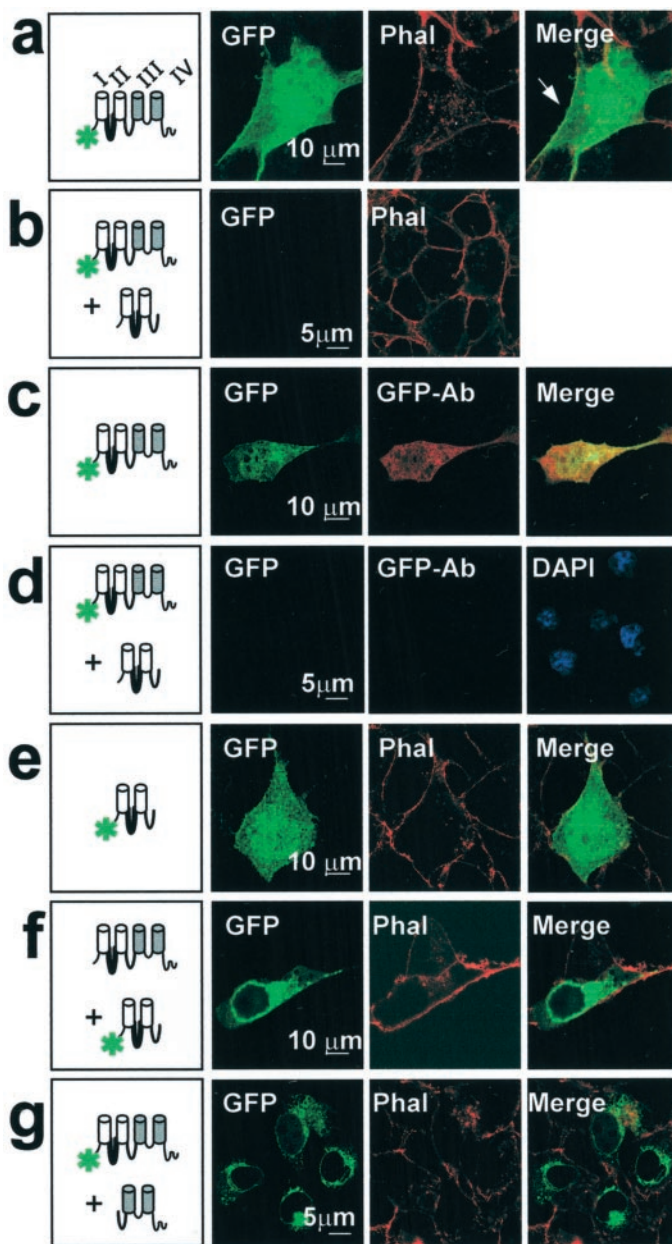 a
I II III IV
GFP
10 µm
Phal
Merge
b
+
GFP
5µm
Phal
c
GFP
10 µm
GFP-Ab
Merge
d
+
GFP
5µm
GFP-Ab
DAPI
e
GFP
10 µm
Phal
Merge
f
+
GFP
10 µm
Phal
Merge
g
+
GFP
5µm
Phal
Merge